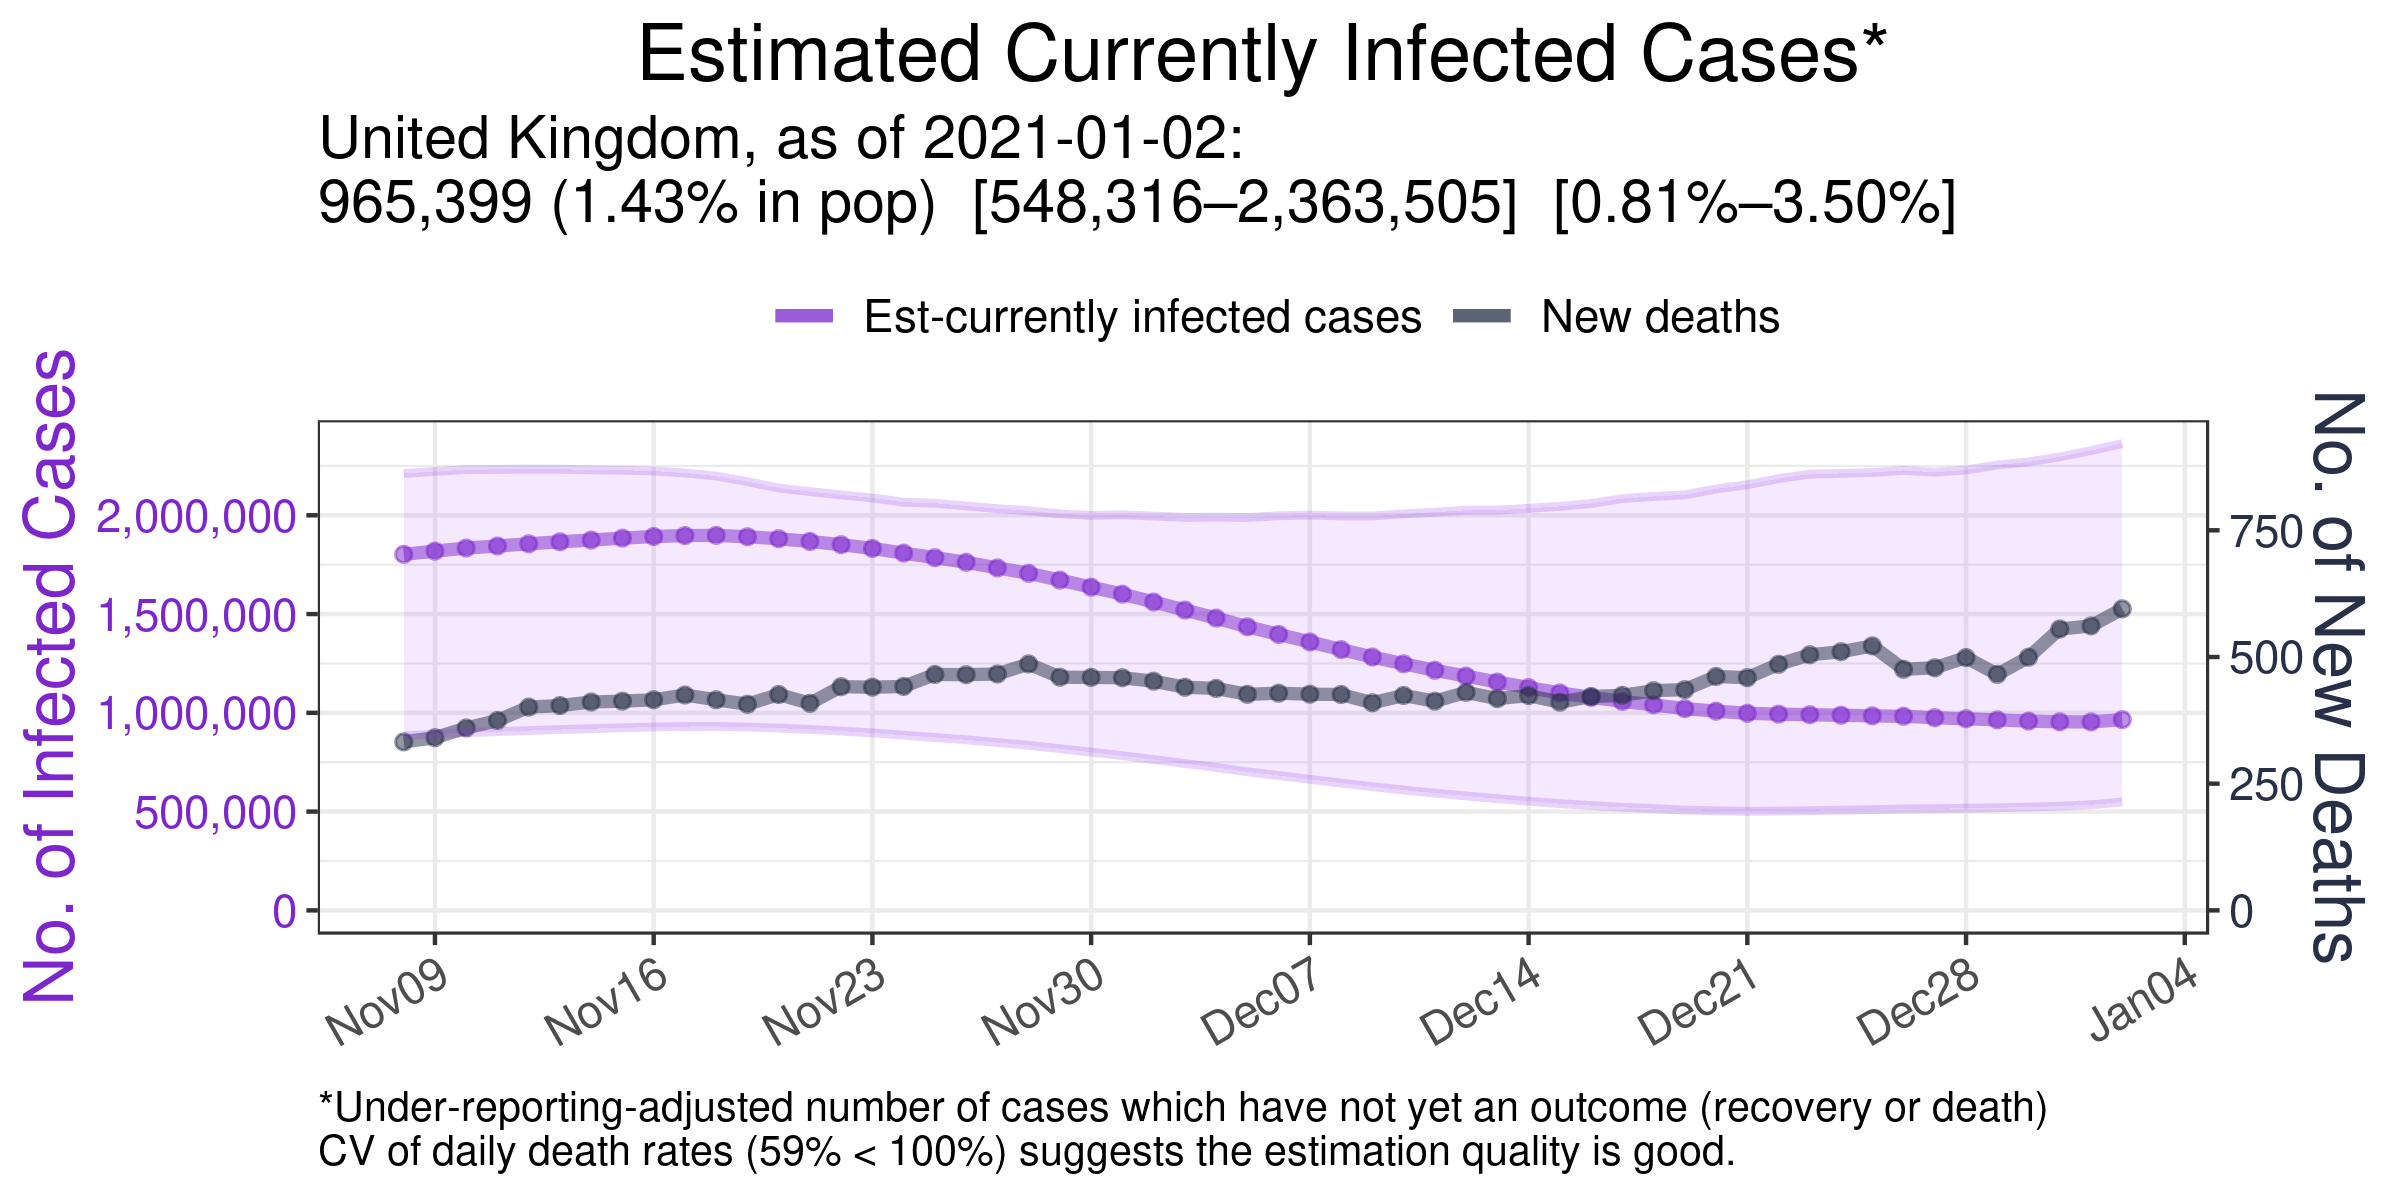 Estimated Currently Infected Cases*
United Kingdom, as of 2021-01-02:
965,399 (1.43% in pop) [548,316–2,363,505] [0.81%–3.50%]
Est-currently infected cases
New deaths
No. of Infected Cases
2,000,000
1,500,000
1,000,000
500,000
0
No. of New Deaths
750
500
250
0
Nov09
Nov16
Nov23
Nov30
Dec07
Dec14
Dec21
Dec28
Jan04
*Under-reporting-adjusted number of cases which have not yet an outcome (recovery or death)
CV of daily death rates (59% < 100%) suggests the estimation quality is good.